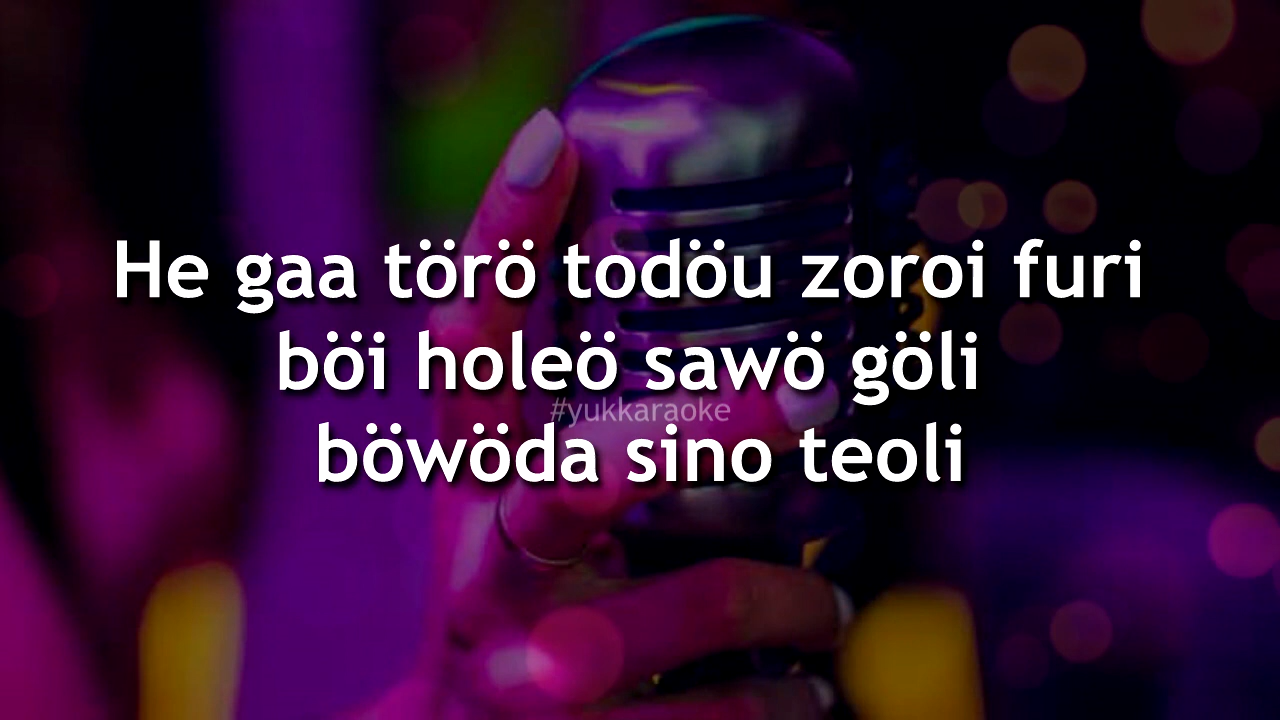 He gaa törö todöu zoroi furi
böi holeö sawö göli
#yukkaraoke
böwöda sino teoli